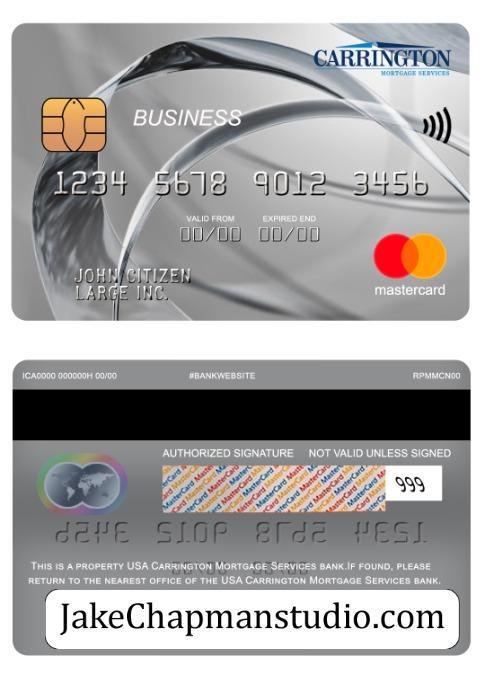 CARRINGTON
MORTGAGE SERVICES
BUSINESS
1234 5678 9012 3456
VALID FROM EXPIRED END
00/00 00/00
JOHN CITIZEN
LARGE INC.
mastercard
ICA0000 000000H 00/00 #BANKWEBSITE RPMMCN00
AUTHORIZED SIGNATURE NOT VALID UNLESS SIGNED
MasterCard MasterCard MasterCard
999
THIS IS A PROPERTY USA CARRINGTON MORTGAGE SERVICES BANK.IF FOUND, PLEASE
RETURN TO THE NEAREST OFFICE OF THE USA CARRINGTON MORTGAGE SERVICES BANK.
JakeChapmanstudio.com